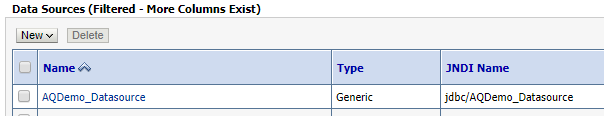 Data Sources (Filtered - More Columns Exist)
New Delete
Name Type JNDI Name
AQDemo_Datasource Generic jdbc/AQDemo_Datasource